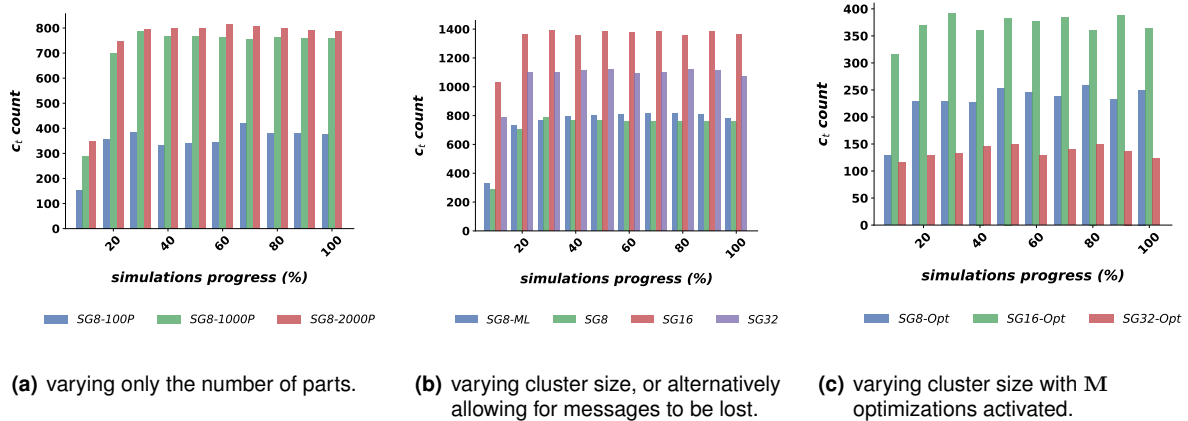 800
700
600
500
400
300
200
100
0
c_t count
20
40
60
80
100
simulations progress (%)
SG8-100P
SG8-1000P
SG8-2000P
(a) varying only the number of parts.
1400
1200
1000
800
600
400
200
0
c_t count
20
40
60
80
100
simulations progress (%)
SG8-ML
SG8
SG16
SG32
(b) varying cluster size, or alternatively
allowing for messages to be lost.
400
350
300
250
200
150
100
50
0
c_t count
20
40
60
80
100
simulations progress (%)
SG8-Opt
SG16-Opt
SG32-Opt
(c) varying cluster size with M
optimizations activated.